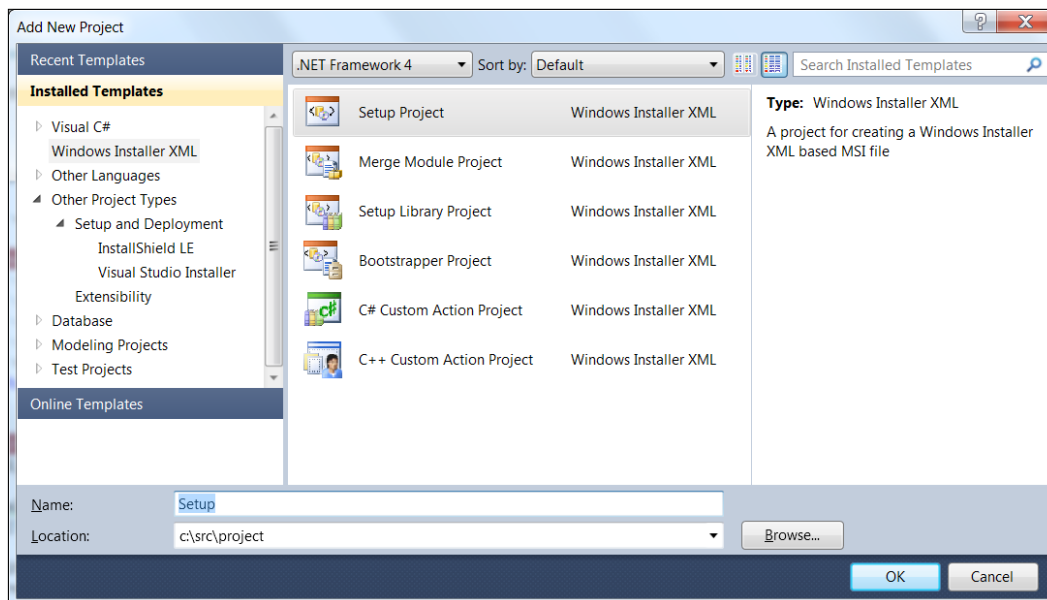 Add New Project
Recent Templates
.NET Framework 4
Sort by:
Default
Search Installed Templates
Installed Templates
Visual C#
Windows Installer XML
Other Languages
Other Project Types
Setup and Deployment
InstallShield LE
Visual Studio Installer
Extensibility
Database
Modeling Projects
Test Projects
Online Templates
Setup Project Windows Installer XML
Merge Module Project Windows Installer XML
Setup Library Project Windows Installer XML
Bootstrapper Project Windows Installer XML
C# Custom Action Project Windows Installer XML
C++ Custom Action Project Windows Installer XML
Type: Windows Installer XML
A project for creating a Windows Installer
XML based MSI file
Name: Setup
Location: c:\src\project
Browse...
OK Cancel